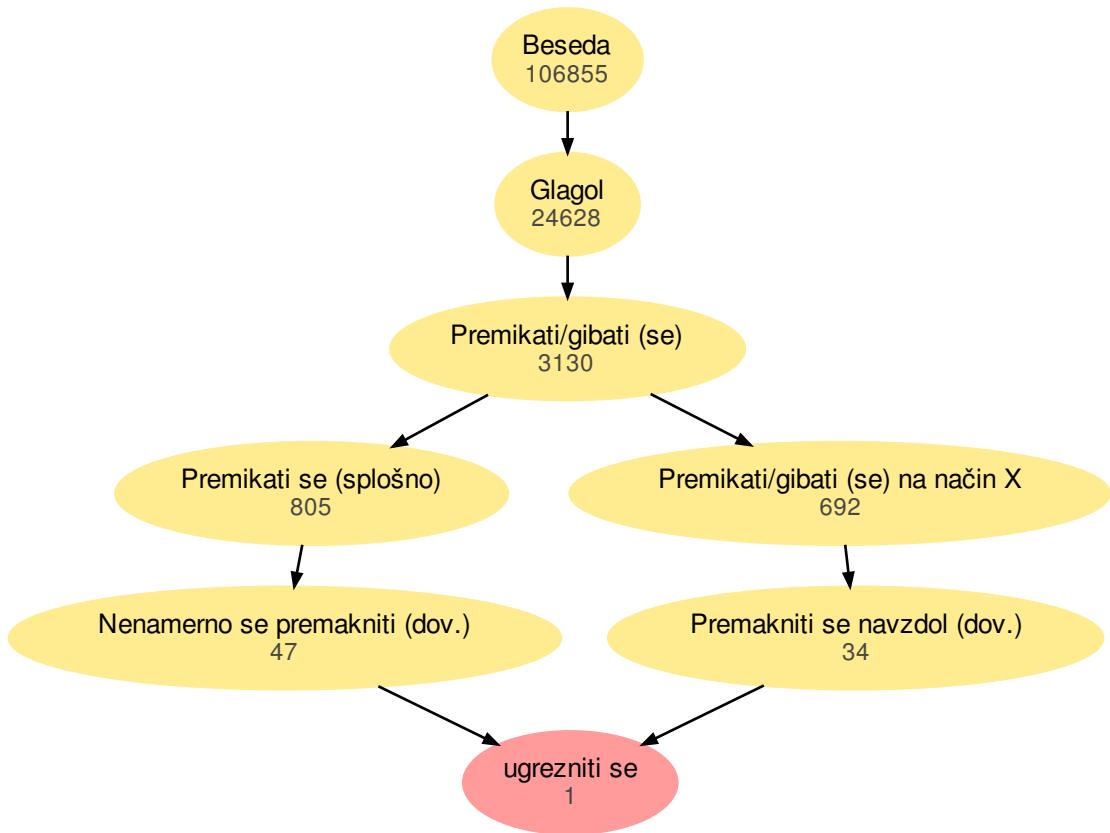 Beseda
106855
Glagol
24628
Premikati/gibati (se)
3130
Premikati se (splošno)
805
Premikati/gibati (se) na način X
692
Nenamerno se premakniti (dov.)
47
Premakniti se navzdol (dov.)
34
ugrezniti se
1